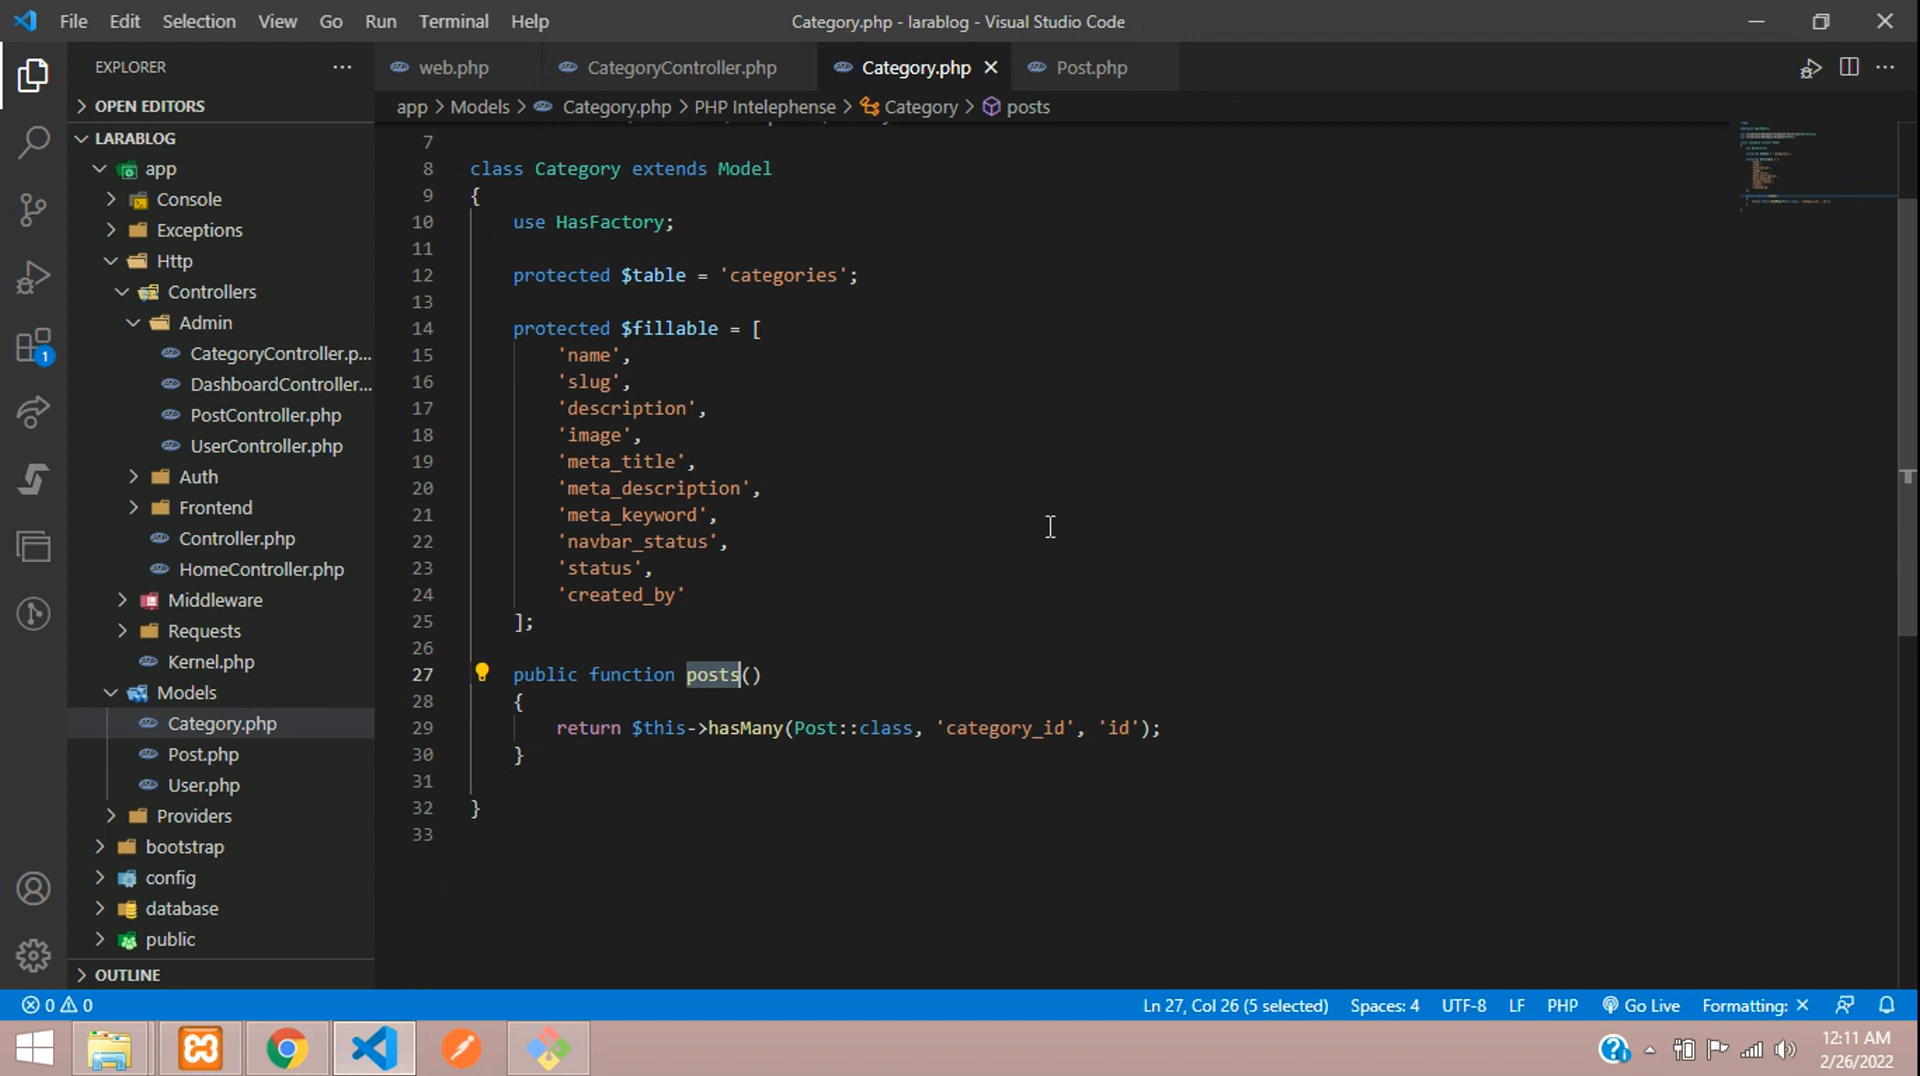 File Edit Selection View Go Run Terminal Help
Category.php - larablog - Visual Studio Code
EXPLORER
web.php
CategoryController.php
Category.php
Post.php
app > Models > Category.php > PHP Intelephense > Category > posts
OPEN EDITORS
LARABLOG
app
Console
Exceptions
Http
Controllers
Admin
CategoryController.p...
DashboardController...
PostController.php
UserController.php
Auth
Frontend
Controller.php
HomeController.php
Middleware
Requests
Kernel.php
Models
Category.php
Post.php
User.php
Providers
bootstrap
config
database
public
OUTLINE
1
7
8 class Category extends Model
9 {
10 use HasFactory;
11
12 protected $table = 'categories';
13
14 protected $fillable = [
15 'name',
16 'slug',
17 'description',
18 'image',
19 'meta_title',
20 'meta_description',
21 'meta_keyword',
22 'navbar_status',
23 'status',
24 'created_by'
25 ];
26
27 public function posts()
28 {
29 return $this->hasMany(Post::class, 'category_id', 'id');
30 }
31
32 }
33
0 0
Ln 27, Col 26 (5 selected) Spaces: 4 UTF-8 LF PHP Go Live Formatting: ×
12:11 AM
2/26/2022